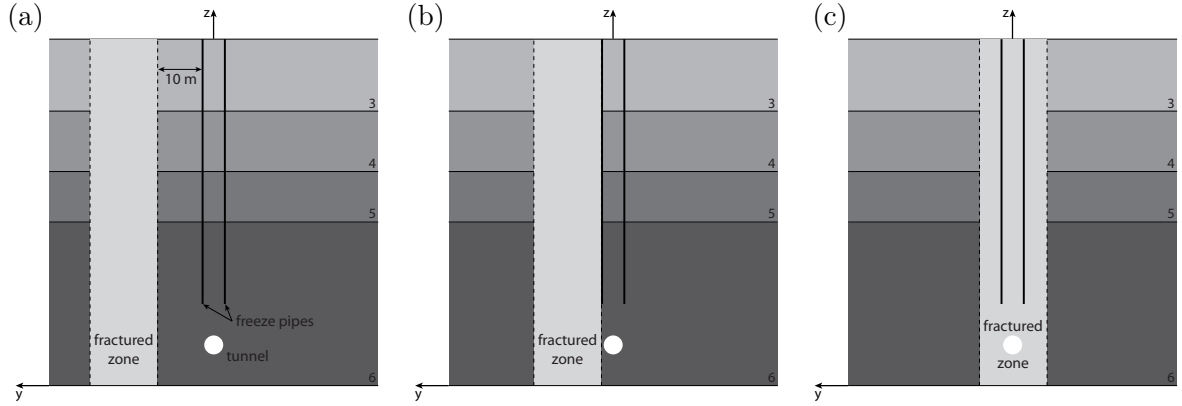 (a)
z
10 m
3
4
5
freeze pipes
fractured
zone
tunnel
6
y
(b)
z
3
4
5
fractured
zone
6
y
(c)
z
3
4
5
fractured
zone
6
y